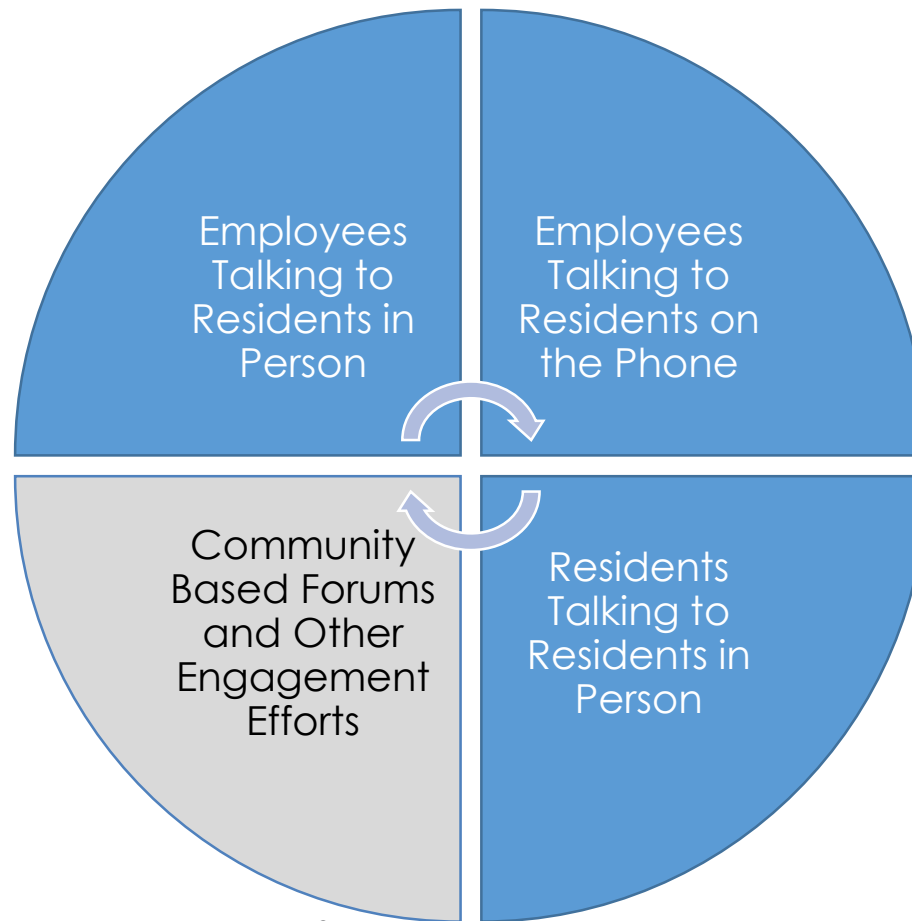 Employees
Talking to
Residents in
Person
Employees
Talking to
Residents on
the Phone
Community
Based Forums
and Other
Engagement
Efforts
Residents
Talking to
Residents in
Person